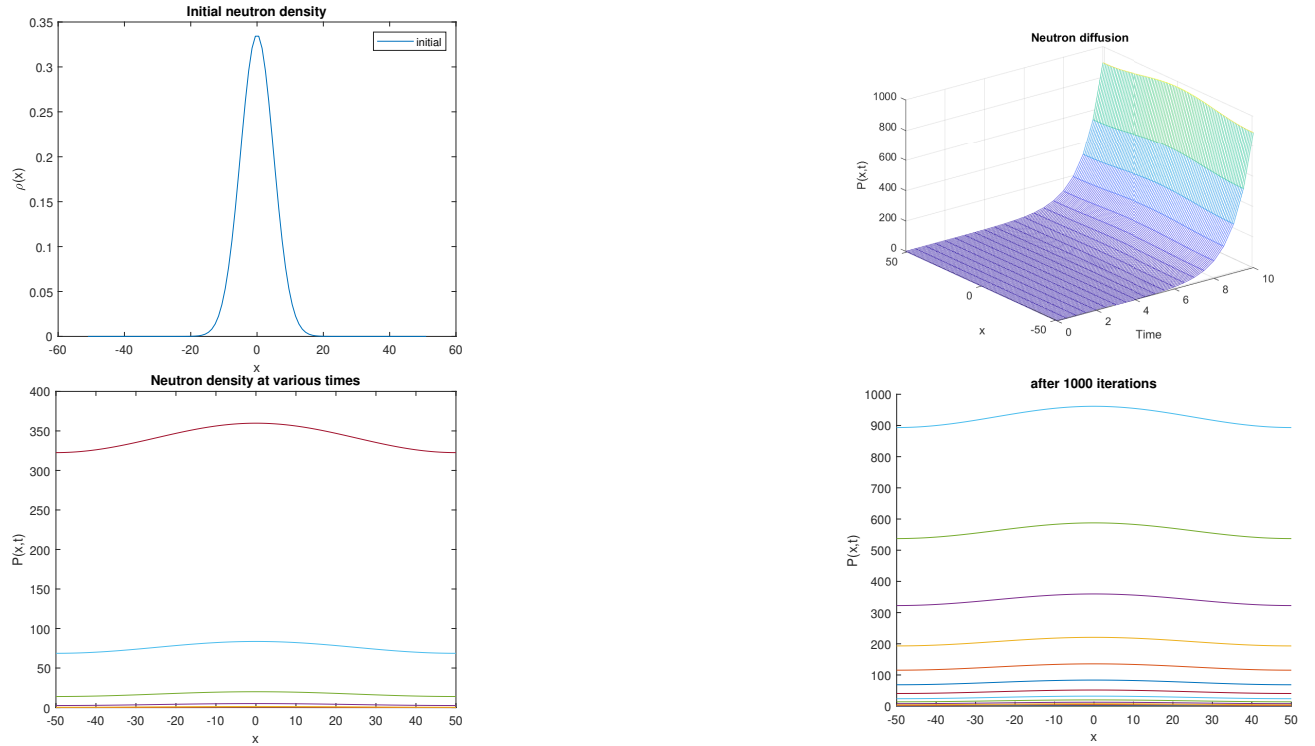 Initial neutron density
0.35
0.3
0.25
0.2
0.15
0.1
0.05
0
ρ(x)
initial
-60 -40 -20 0 20 40 60
x
Neutron diffusion
1000
800
600
400
200
0
P(x,t)
50
0
-50
x
0
2
4
6
8
10
Time
Neutron density at various times
400
350
300
250
200
150
100
50
0
P(x,t)
-50 -40 -30 -20 -10 0 10 20 30 40 50
x
after 1000 iterations
1000
900
800
700
600
500
400
300
200
100
0
P(x,t)
-50 -40 -30 -20 -10 0 10 20 30 40 50
x